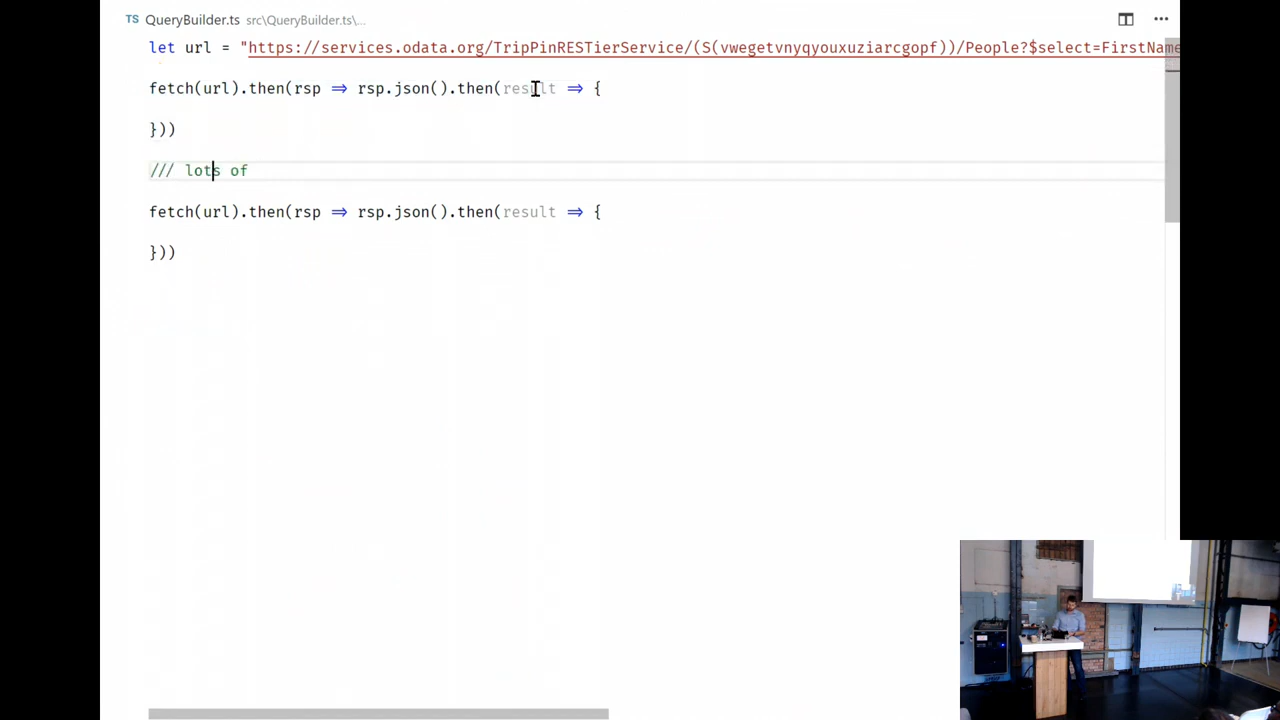 TS QueryBuilder.ts src\QueryBuilder.ts\...
let url = "https://services.odata.org/TripPinRESTierService/(S(vwegetvnyqyouxuziarcgopf))/People?$select=FirstName
fetch(url).then(rsp => rsp.json().then(result => {
}))
/// lots of
fetch(url).then(rsp => rsp.json().then(result => {
}))